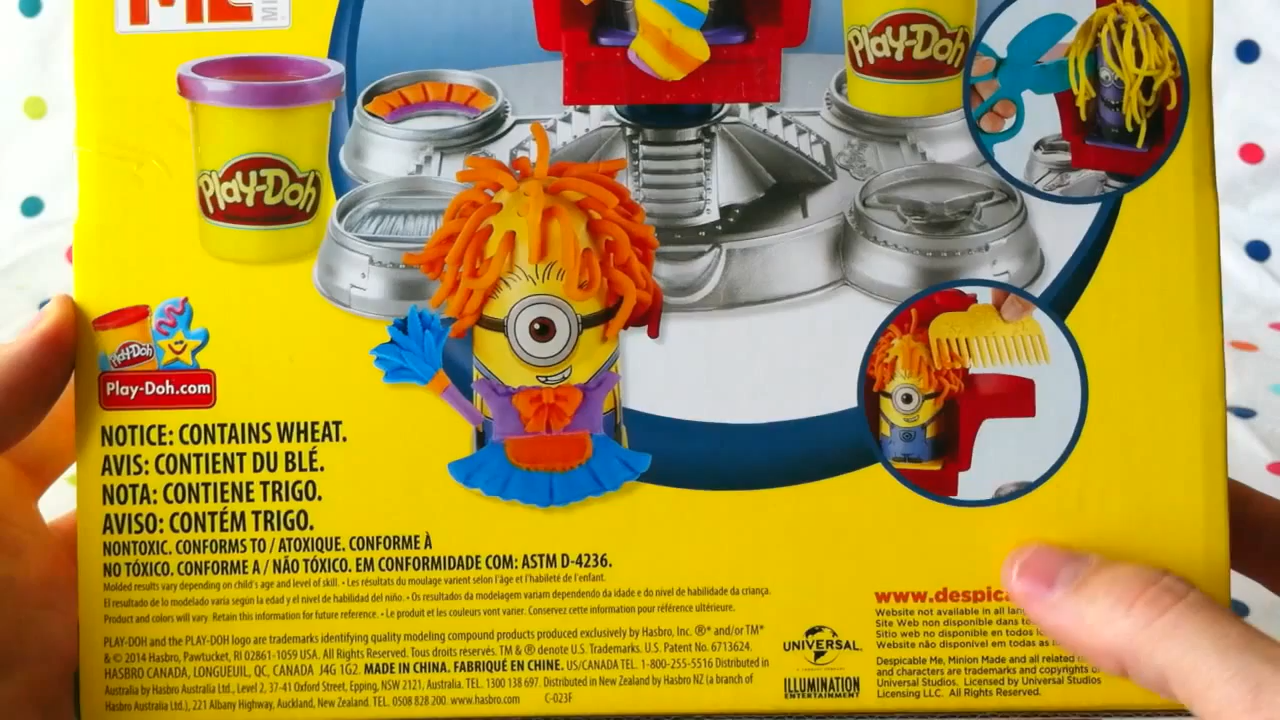 ME
PLAY-DOH
PLAY-DOH
PLAY-DOH
Play-Doh.com
NOTICE: CONTAINS WHEAT.
AVIS: CONTIENT DU BLÉ.
NOTA: CONTIENE TRIGO.
AVISO: CONTÉM TRIGO.
NONTOXIC. CONFORMS TO / ATOXIQUE. CONFORME À
NO TÓXICO. CONFORME A / NÃO TÓXICO. EM CONFORMIDADE COM: ASTM D-4236.
Molded results vary depending on child's age and level of skill. • Les résultats du moulage varient selon l'âge et l'habileté de l'enfant.
El resultado de lo modelado varía según la edad y el nivel de habilidad del niño. • Os resultados da modelagem variam dependendo da idade e do nível de habilidade da criança.
Product and colors will vary. Retain this information for future reference. • Le produit et les couleurs vont varier. Conservez cette information pour référence ultérieure.
PLAY-DOH and the PLAY-DOH logo are trademarks identifying quality modeling compound products produced exclusively by Hasbro, Inc. ®* and/or TM*
& © 2014 Hasbro, Pawtucket, RI 02861-1059 USA. All Rights Reserved. Tous droits réservés. TM & ® denote U.S. Trademarks. U.S. Patent No. 6713624.
HASBRO CANADA, LONGUEUIL, QC, CANADA J4G 1G2. MADE IN CHINA. FABRIQUÉ EN CHINE. US/CANADA TEL. 1-800-255-5516 Distributed in
Australia by Hasbro Australia Ltd., Level 2, 37-41 Oxford Street, Epping, NSW 2121, Australia. TEL. 1300 138 697. Distributed in New Zealand by Hasbro NZ (a branch of
Hasbro Australia Ltd.), 221 Albany Highway, Auckland, New Zealand. TEL. 0508 828 200. www.hasbro.com C-023F
UNIVERSAL
ILLUMINATION
ENTERTAINMENT
www.despic
Website not available in all lang
Site Web non disponible dans to
Sitio web no disponible en todos
Website não disponível em todas as
Despicable Me, Minion Made and all related
and characters are trademarks and copyrights of
Universal Studios. Licensed by Universal Studios
Licensing LLC. All Rights Reserved.